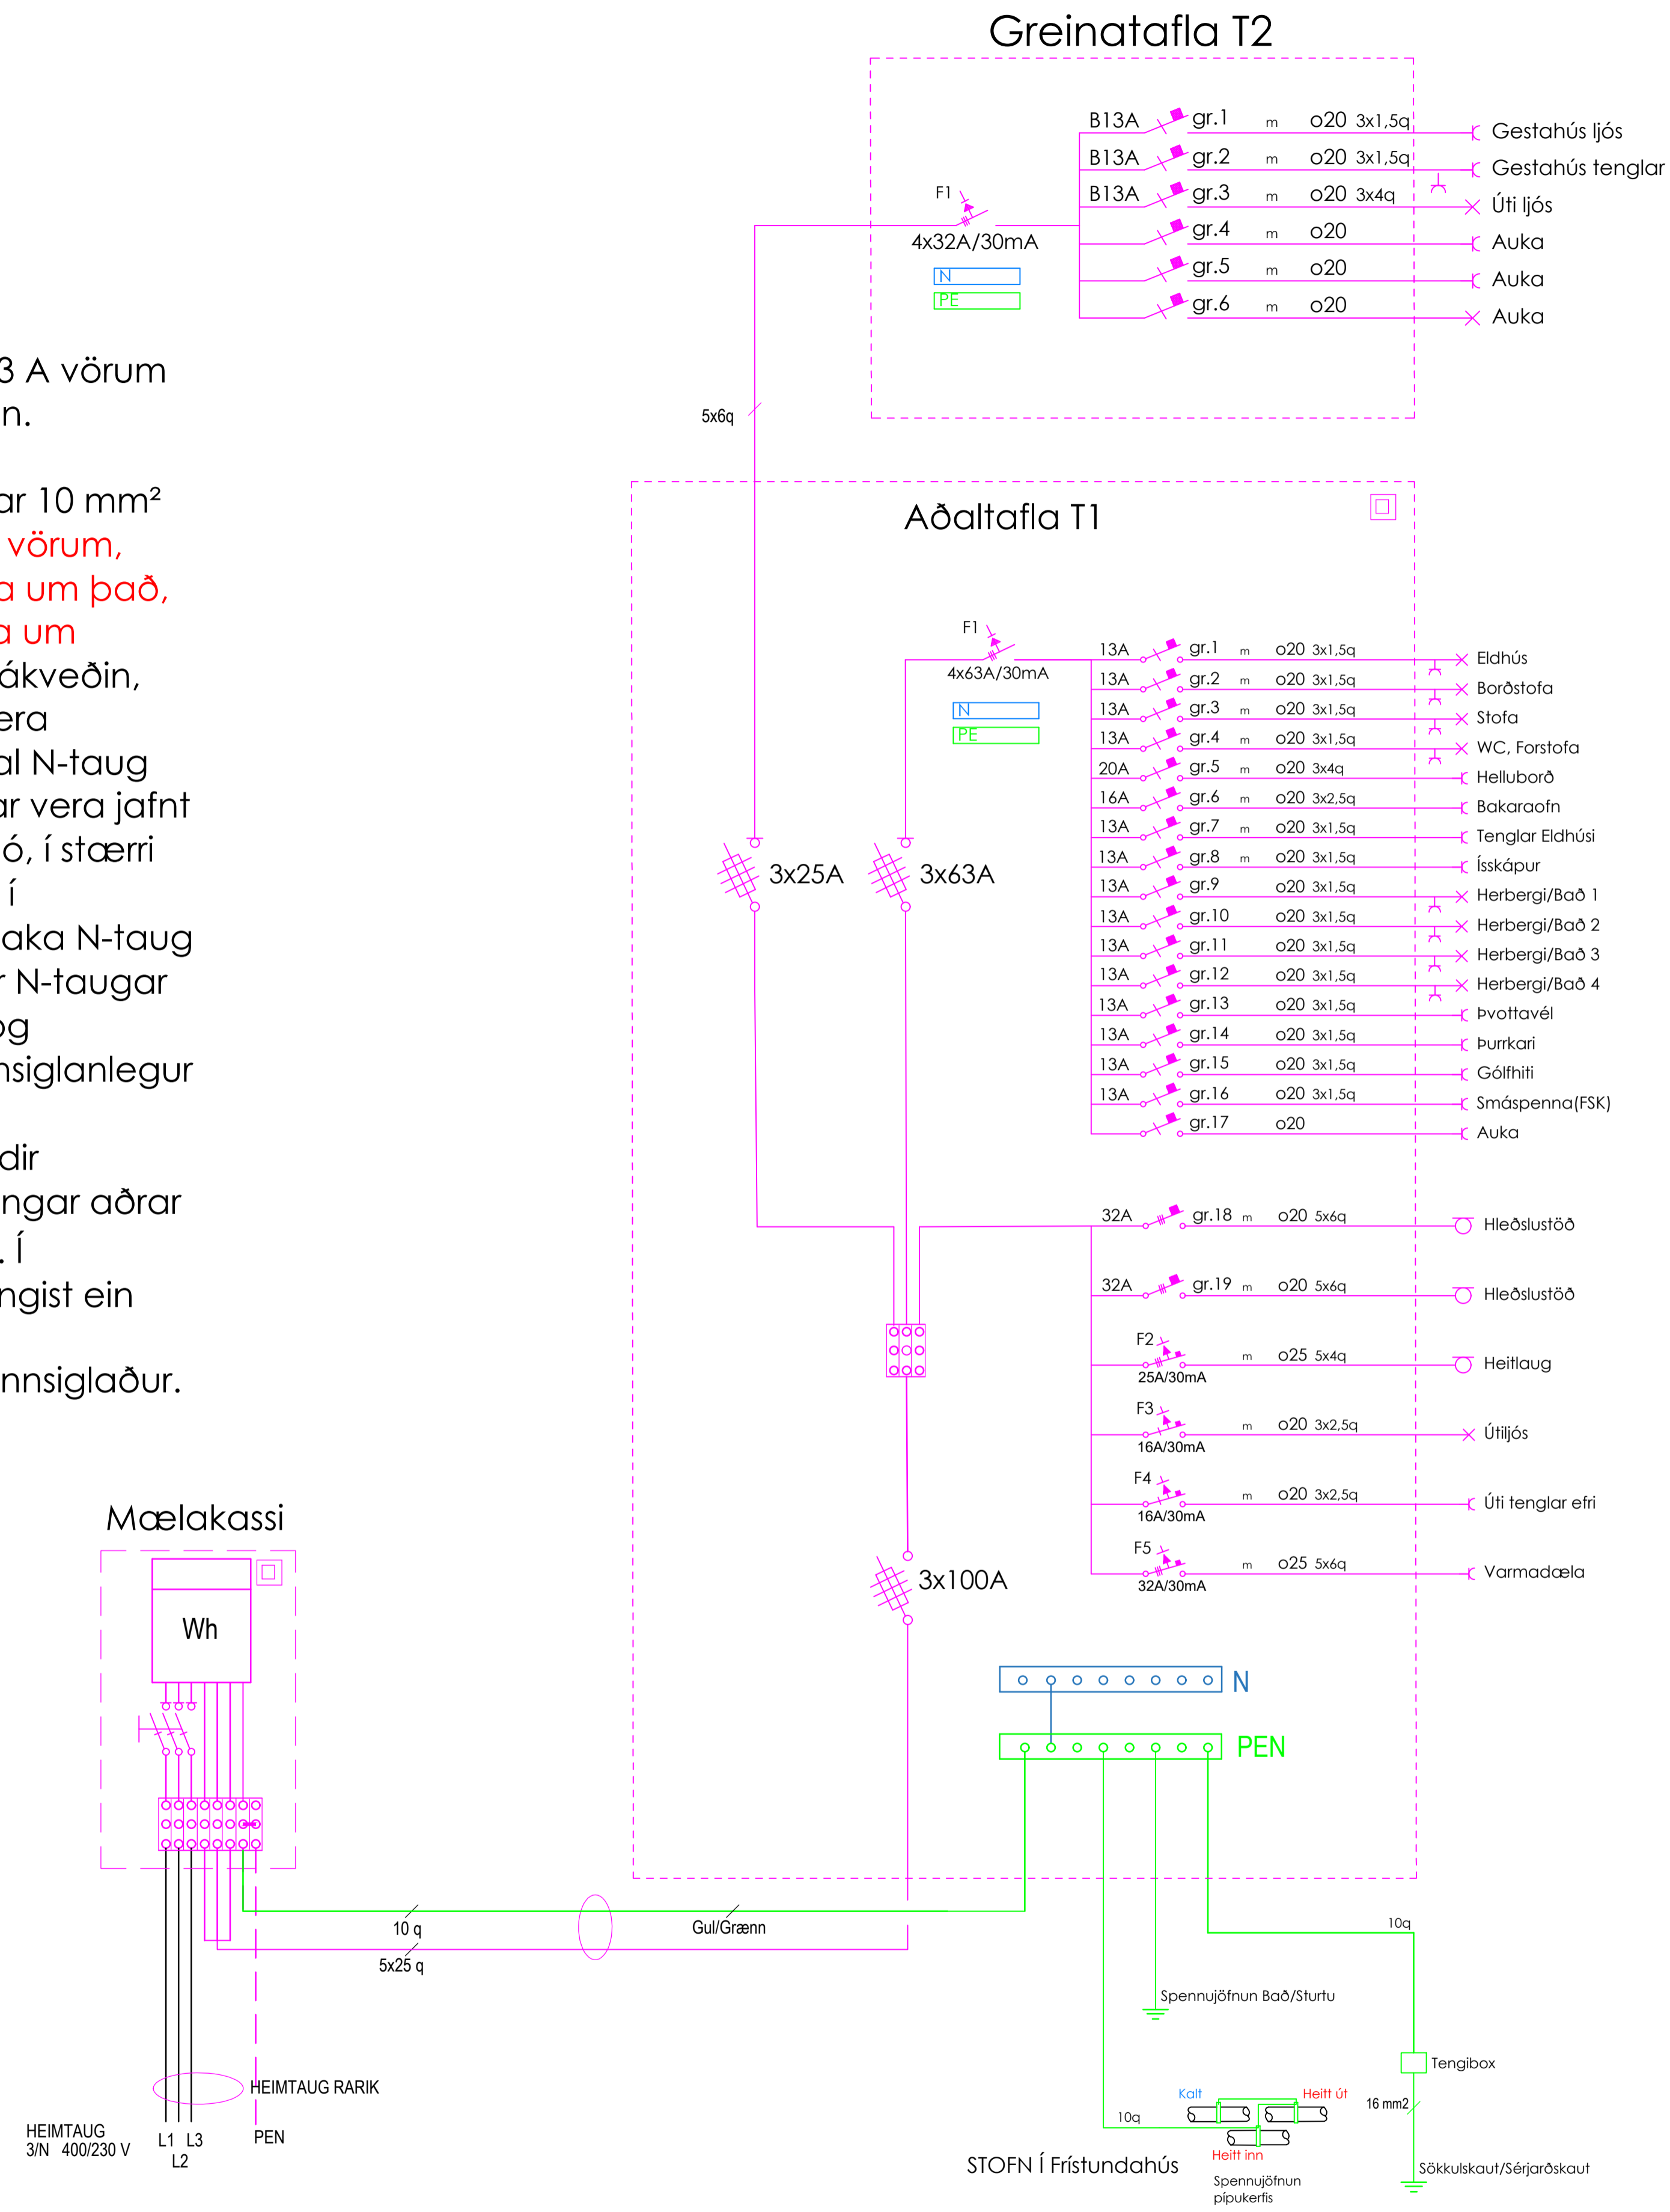 3 A vörum
n.
ar 10 mm²
vörum,
a um það,
a um
ákveðin,
era
al N-taug
ar vera jafnt
ó, í stærri
í
aka N-taug
r N-taugar
og
nsiglanlegur
dir
ngar aðrar
. Í
ngist ein
nnsiglaður.
Greinatafla T2
F1
4x32A/30mA
N
PE
B13A gr.1 m o20 3x1,5q Gestahús ljós
B13A gr.2 m o20 3x1,5q Gestahús tenglar
B13A gr.3 m o20 3x4q Úti ljós
gr.4 m o20 Auka
gr.5 m o20 Auka
gr.6 m o20 Auka
5x6q
Aðaltafla T1
F1
4x63A/30mA
N
PE
3x25A
3x63A
13A gr.1 m o20 3x1,5q Eldhús
13A gr.2 m o20 3x1,5q Borðstofa
13A gr.3 m o20 3x1,5q Stofa
13A gr.4 m o20 3x1,5q WC, Forstofa
20A gr.5 m o20 3x4q Helluborð
16A gr.6 m o20 3x2,5q Bakaraofn
13A gr.7 m o20 3x1,5q Tenglar Eldhúsi
13A gr.8 m o20 3x1,5q Ísskápur
13A gr.9 o20 3x1,5q Herbergi/Bað 1
13A gr.10 o20 3x1,5q Herbergi/Bað 2
13A gr.11 o20 3x1,5q Herbergi/Bað 3
13A gr.12 o20 3x1,5q Herbergi/Bað 4
13A gr.13 o20 3x1,5q Þvottavél
13A gr.14 o20 3x1,5q Þurrkari
13A gr.15 o20 3x1,5q Gólfhiti
13A gr.16 o20 3x1,5q Smáspenna(FSK)
gr.17 o20 Auka
32A gr.18 m o20 5x6q Hleðslustöð
32A gr.19 m o20 5x6q Hleðslustöð
F2
m o25 5x4q Heitlaug
25A/30mA
F3
m o20 3x2,5q Útiljós
16A/30mA
F4
m o20 3x2,5q Úti tenglar efri
16A/30mA
F5
m o25 5x6q Varmadæla
32A/30mA
3x100A
N
PEN
Mælakassi
Wh
10 q
Gul/Grænn
5x25 q
HEIMTAUG RARIK
HEIMTAUG
3/N 400/230 V
L1 L3
L2
PEN
10q
Spennujöfnun Bað/Sturtu
Tengibox
Kalt
Heitt út
16 mm2
10q
Heitt inn
STOFN Í Frístundahús
Spennujöfnun
pípukerfis
Sökkulskaut/Sérjarðskaut